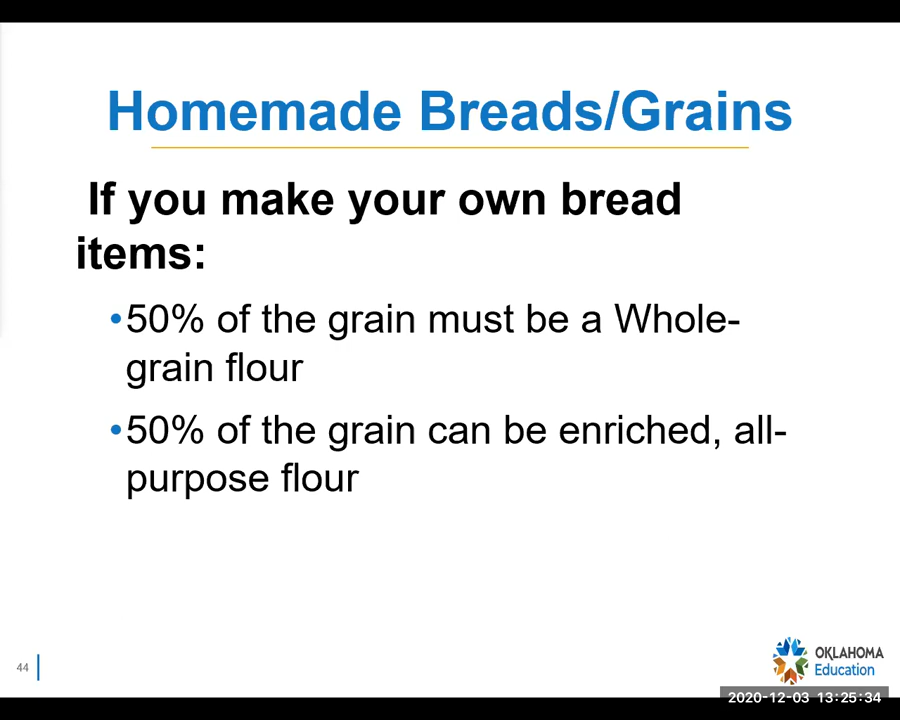 Homemade Breads/Grains
If you make your own bread
items:
•50% of the grain must be a Whole-
grain flour
•50% of the grain can be enriched, all-
purpose flour
44
OKLAHOMA
Education
2020-12-03 13:25:34